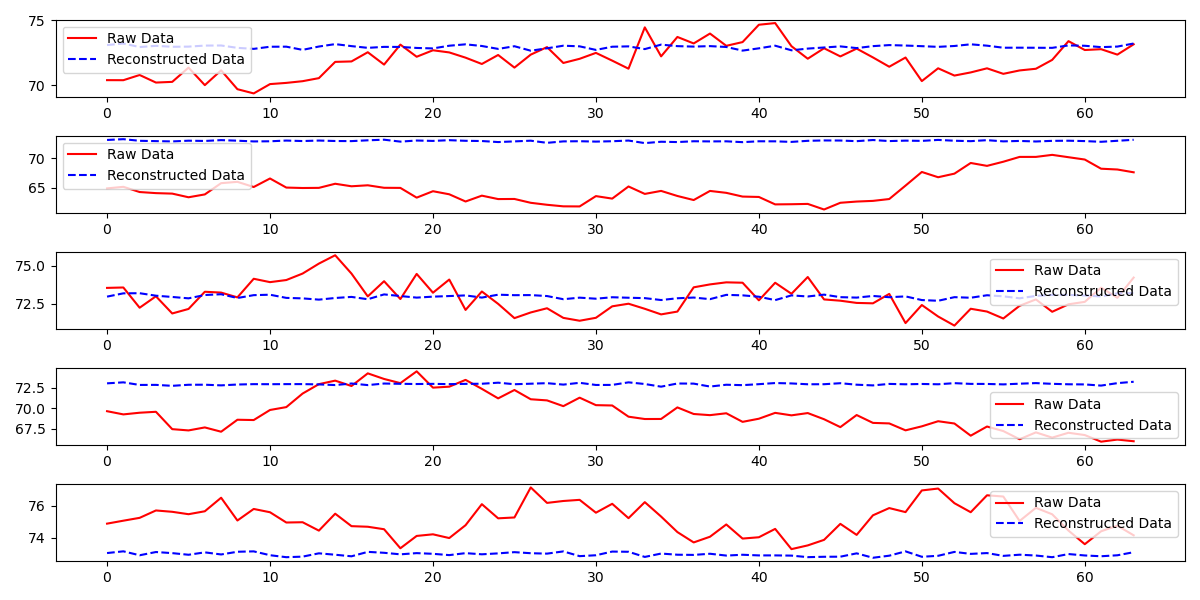 75
70
Raw Data
Reconstructed Data
0 10 20 30 40 50 60
70
65
Raw Data
Reconstructed Data
0 10 20 30 40 50 60
75.0
72.5
Raw Data
Reconstructed Data
0 10 20 30 40 50 60
72.5
70.0
67.5
Raw Data
Reconstructed Data
0 10 20 30 40 50 60
76
74
Raw Data
Reconstructed Data
0 10 20 30 40 50 60